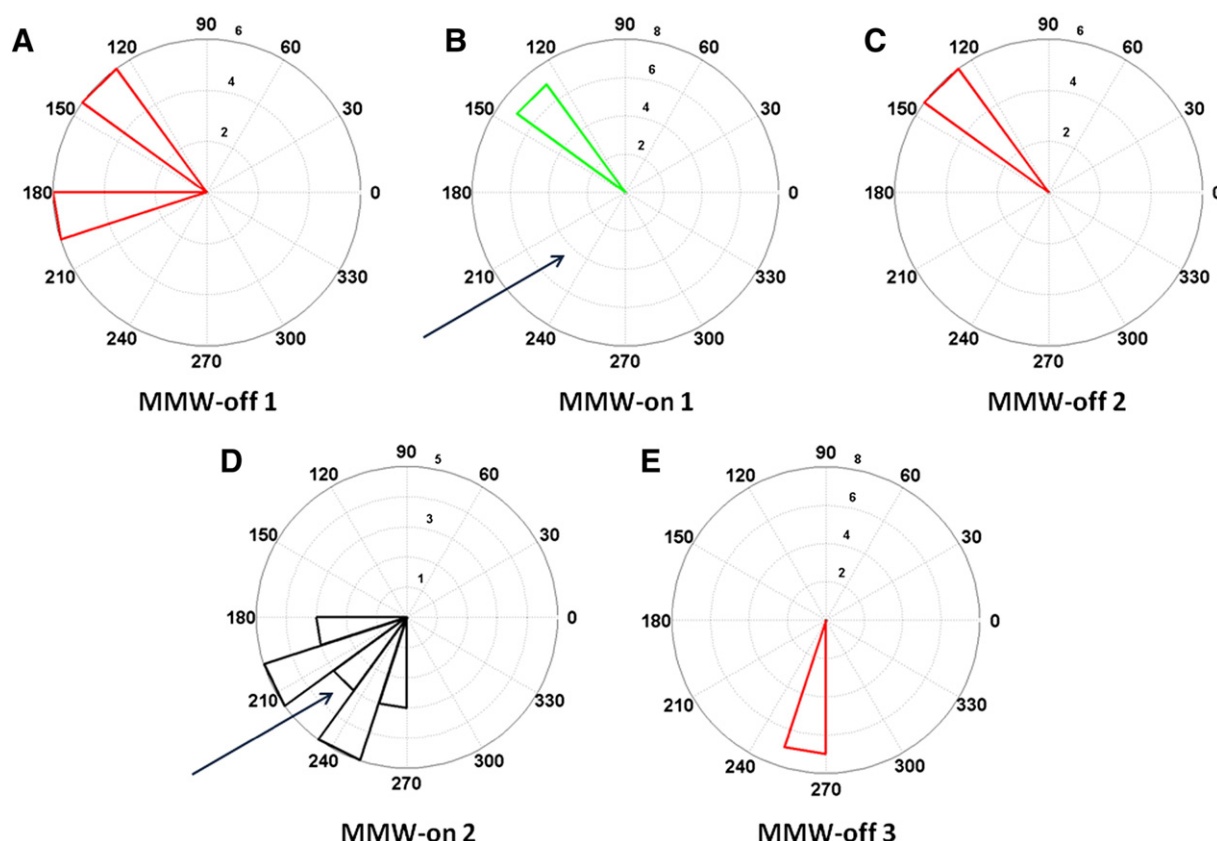 A B C
90 6 90 8 90 6
120 60 120 60 120 60
4 6 4
150 30 150 4 30 150 30
2 2 2
180 0 180 0 180 0
210 330 210 330 210 330
240 300 240 300 240 300
270 270 270
MMW-off 1 MMW-on 1 MMW-off 2
D E
90 5 90 8
120 60 120 60
3 6
150 30 150 4 30
1 2
180 0 180 0
210 330 210 330
240 300 240 300
270 270
MMW-on 2 MMW-off 3